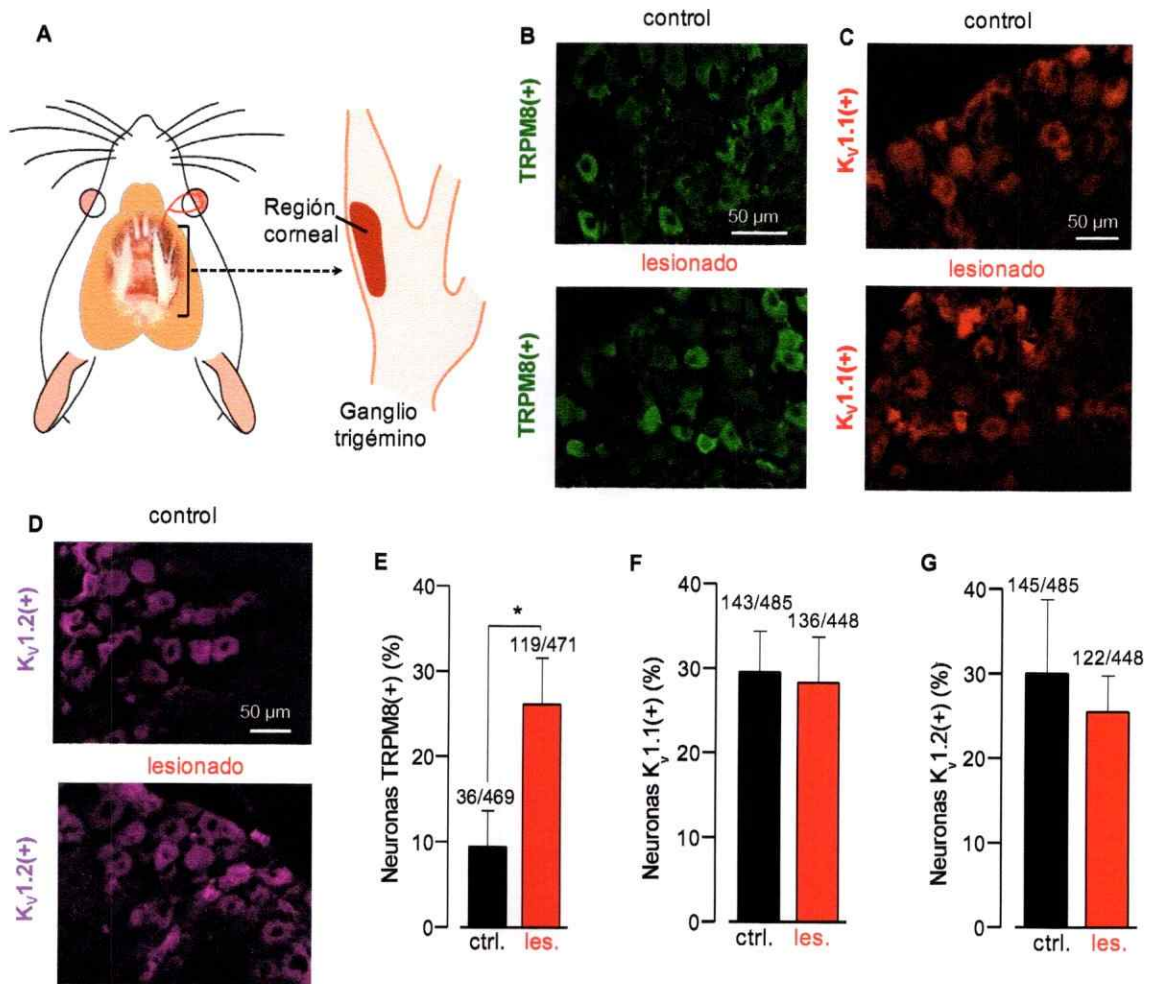 A
Región
corneal
Ganglio
trigémino
B
control
TRPM8(+)
50 µm
lesionado
TRPM8(+)
C
control
Kv1.1(+)
50 µm
lesionado
Kv1.1(+)
D
control
Kv1.2(+)
50 µm
lesionado
Kv1.2(+)
E
Neuronas TRPM8(+) (%)
40
30
20
10
0
*
36/469
119/471
ctrl.
les.
F
Neuronas Kv1.1(+) (%)
40
30
20
10
0
143/485
136/448
ctrl.
les.
G
Neuronas Kv1.2(+) (%)
40
30
20
10
0
145/485
122/448
ctrl.
les.